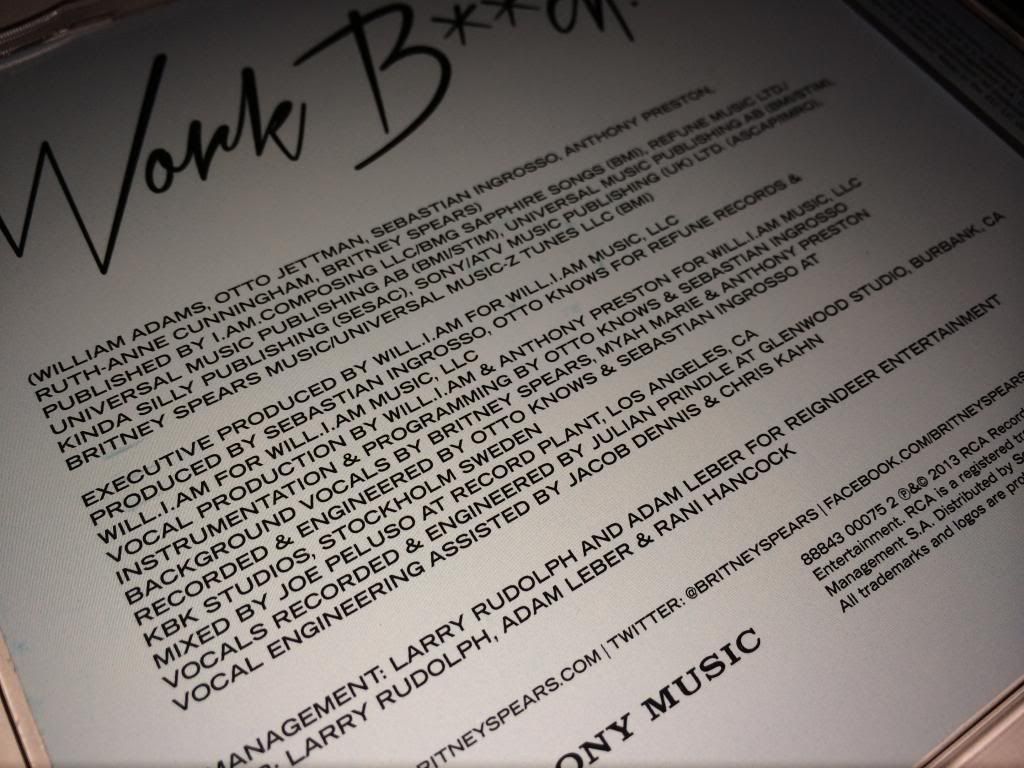 Work B**ch!
(WILLIAM ADAMS, OTTO JETTMAN, SEBASTIAN INGROSSO, ANTHONY PRESTON,
RUTH-ANNE CUNNINGHAM, BRITNEY SPEARS)
PUBLISHED BY I.AM.COMPOSING LLC/BMG SAPPHIRE SONGS (BMI), REFUNE MUSIC LTD./
UNIVERSAL MUSIC PUBLISHING AB (BMI/STIM), UNIVERSAL MUSIC PUBLISHING AB (BMI/STIM),
KINDA SILLY PUBLISHING (SESAC), SONY/ATV MUSIC PUBLISHING (UK) LTD. (ASCAP/IMRO),
BRITNEY SPEARS MUSIC/UNIVERSAL MUSIC-Z TUNES LLC (BMI)
EXECUTIVE PRODUCED BY WILL.I.AM FOR WILL.I.AM MUSIC, LLC
PRODUCED BY SEBASTIAN INGROSSO, OTTO KNOWS FOR REFUNE RECORDS &
WILL.I.AM FOR WILL.I.AM MUSIC, LLC
VOCAL PRODUCTION BY WILL.I.AM & ANTHONY PRESTON FOR WILL.I.AM MUSIC, LLC
INSTRUMENTATION & PROGRAMMING BY OTTO KNOWS & SEBASTIAN INGROSSO
BACKGROUND VOCALS BY BRITNEY SPEARS, MYAH MARIE & ANTHONY PRESTON
RECORDED & ENGINEERED BY OTTO KNOWS & SEBASTIAN INGROSSO AT
KBK STUDIOS, STOCKHOLM SWEDEN
MIXED BY JOE PELUSO AT RECORD PLANT, LOS ANGELES, CA
VOCALS RECORDED & ENGINEERED BY JULIAN PRINDLE AT GLENWOOD STUDIO, BURBANK, CA
VOCAL ENGINEERING ASSISTED BY JACOB DENNIS & CHRIS KAHN
MANAGEMENT: LARRY RUDOLPH AND ADAM LEBER FOR REIGNDEER ENTERTAINMENT
LARRY RUDOLPH, ADAM LEBER & RANI HANCOCK
BRITNEYSPEARS.COM | TWITTER: @BRITNEYSPEARS | FACEBOOK.COM/BRITNEYSPEARS
88843 00075 2 ℗&© 2013 RCA Records
Entertainment. RCA is a registered
Management S.A. Distributed by
All trademarks and logos are
ONY MUSIC